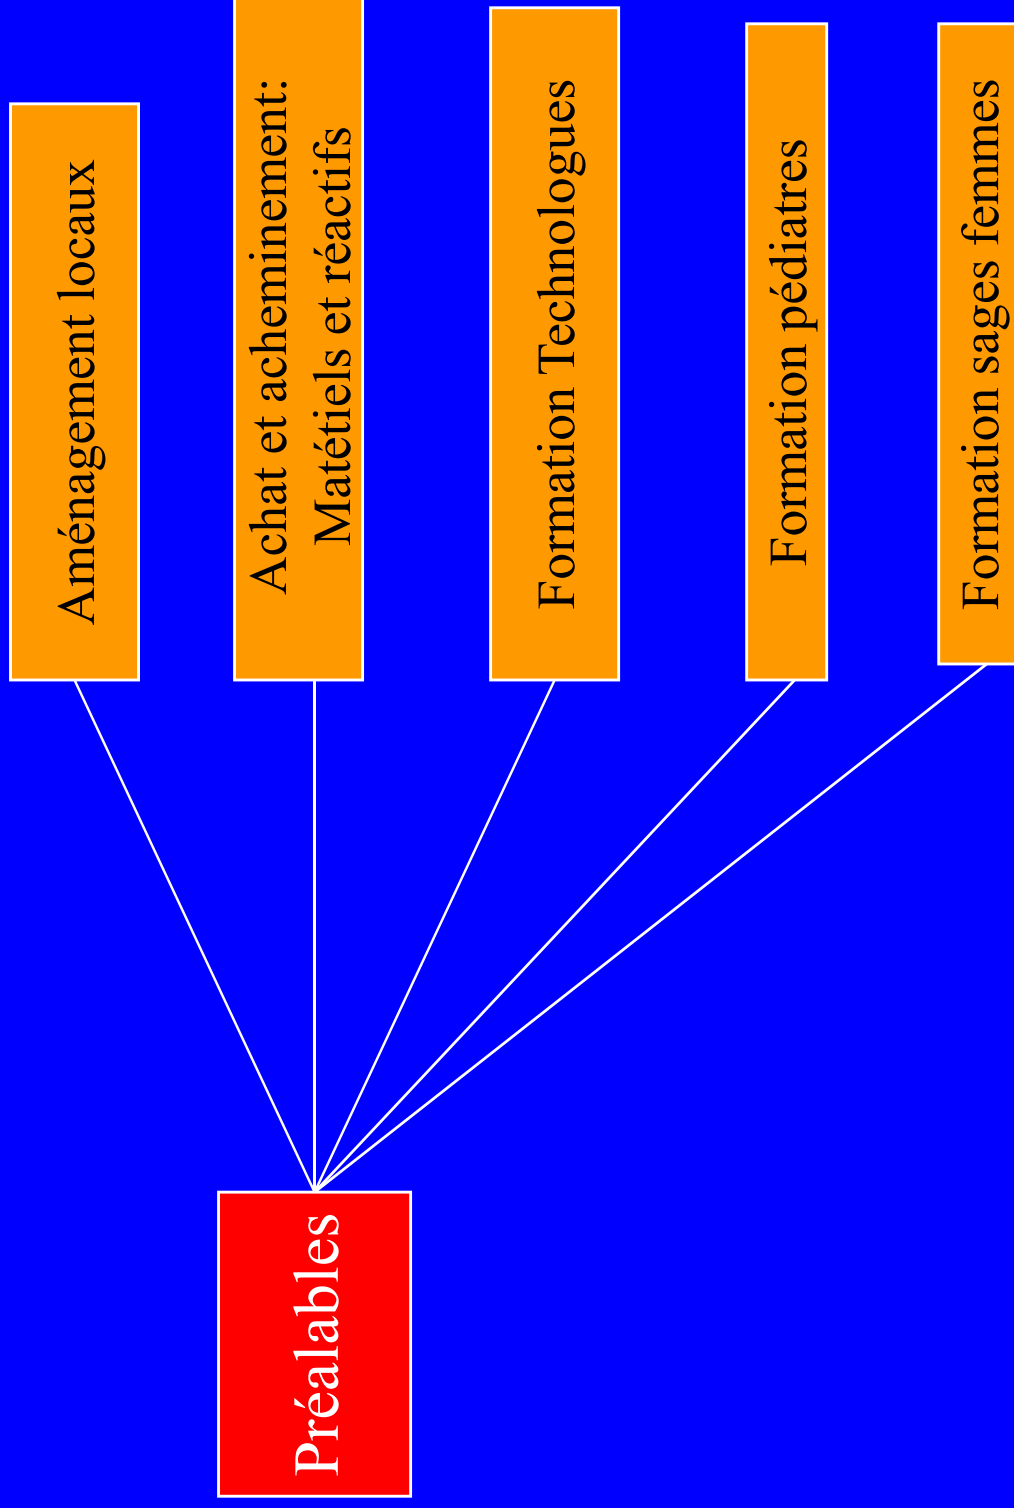 Préalables
Aménagement locaux
Achat et acheminement:
Matétiels et réactifs
Formation Technologues
Formation pédiatres
Formation sages femmes